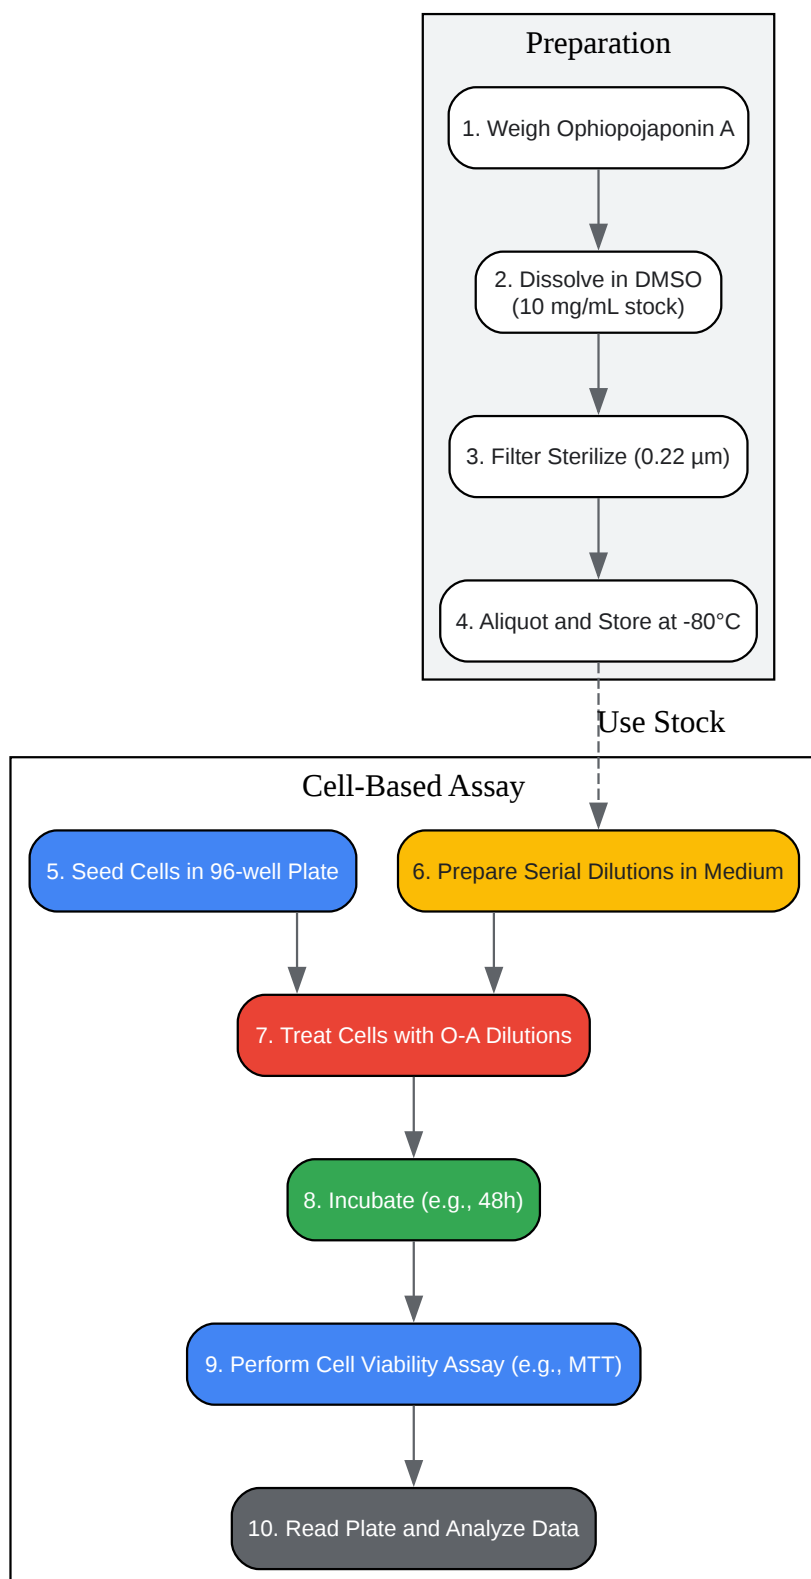 Preparation
1. Weigh Ophiopojaponin A
2. Dissolve in DMSO
(10 mg/mL stock)
3. Filter Sterilize (0.22 µm)
4. Aliquot and Store at -80°C
Use Stock
Cell-Based Assay
5. Seed Cells in 96-well Plate
6. Prepare Serial Dilutions in Medium
7. Treat Cells with O-A Dilutions
8. Incubate (e.g., 48h)
9. Perform Cell Viability Assay (e.g., MTT)
10. Read Plate and Analyze Data